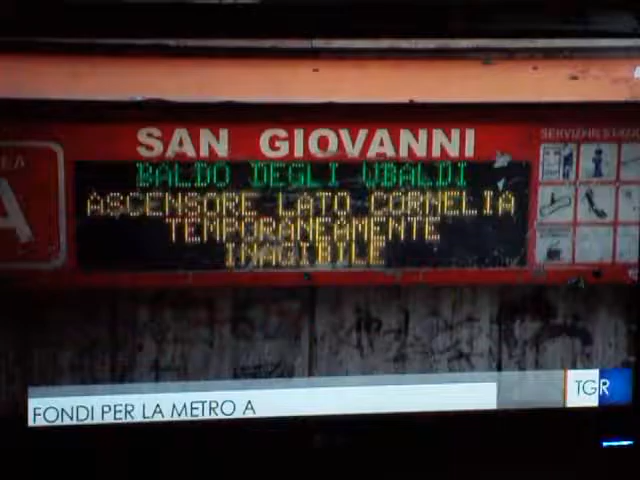 SAN GIOVANNI
BALDO DEGLI UBALDI
ASCENSORE LATO CORNELIA
TEMPORANEAMENTE
INAGIBILE
A
FONDI PER LA METRO A
TGR